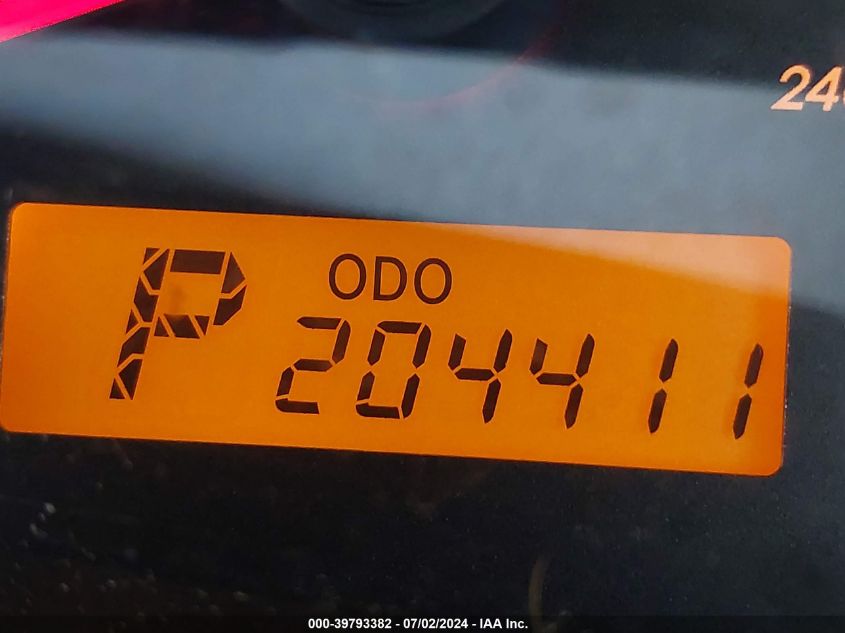 24
ODO
P 204411
000-39793382 - 07/02/2024 - IAA Inc.